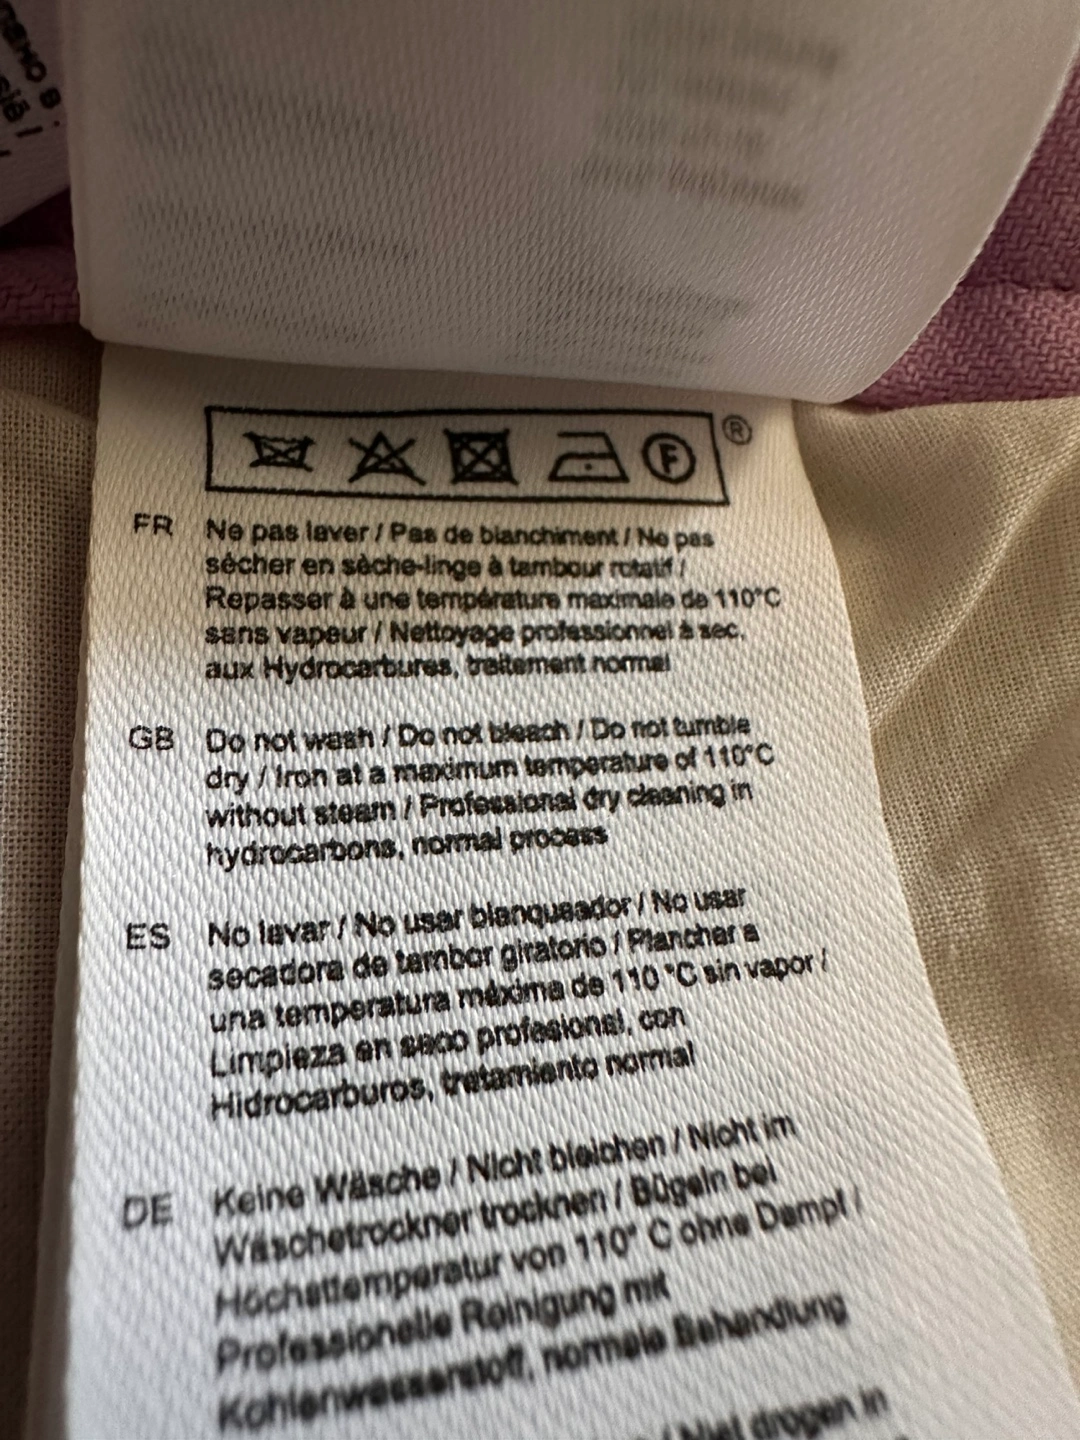 ®
F
FR Ne pas laver / Pas de blanchiment / Ne pas
sécher en sèche-linge à tambour rotatif /
Repasser à une température maximale de 110°C
sans vapeur / Nettoyage professionnel à sec,
aux Hydrocarbures, traitement normal
GB Do not wash / Do not bleach / Do not tumble
dry / Iron at a maximum temperature of 110°C
without steam / Professional dry cleaning in
hydrocarbons, normal process
ES No lavar / No usar blanqueador / No usar
secadora de tambor giratorio / Planchar a
una temperatura máxima de 110 °C sin vapor /
Limpieza en seco profesional, con
Hidrocarburos, tratamiento normal
DE Keine Wäsche / Nicht bleichen / Nicht im
Wäschetrockner trocknen / Bügeln bei
Höchsttemperatur von 110° C ohne Dampf /
Professionelle Reinigung mit
Kohlenwasserstoff, normale Behandlung
/ Niet drogen in